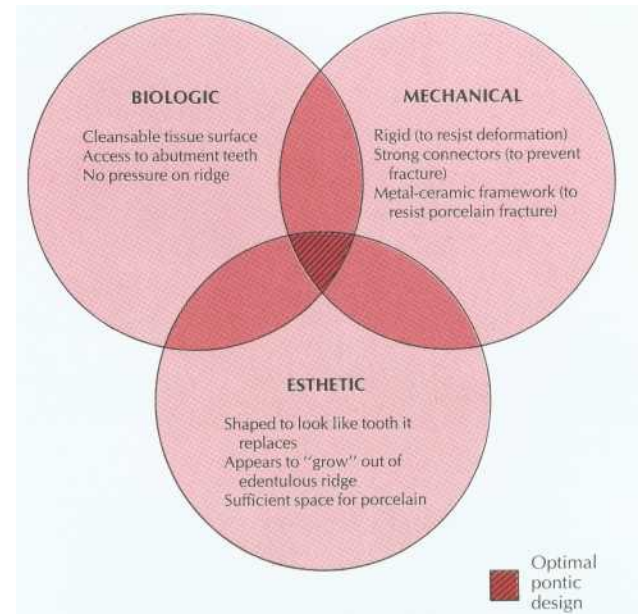 BIOLOGIC
Cleansable tissue surface
Access to abutment teeth
No pressure on ridge
MECHANICAL
Rigid (to resist deformation)
Strong connectors (to prevent
fracture)
Metal-ceramic framework (to
resist porcelain fracture)
ESTHETIC
Shaped to look like tooth it
replaces
Appears to "grow" out of
edentulous ridge
Sufficient space for porcelain
Optimal
pontic
design